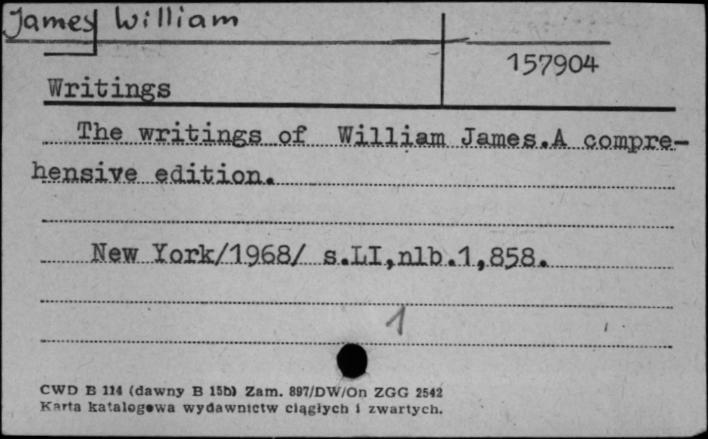 James William
157904
Writings
The writings of William James.A compre-
hensive edition.
New York/1968/ s.LI,nlb.1,858.
1
CWD B 114 (dawny B 15b) Zam. 897/DW/On ZGG 2542
Karta katalogowa wydawnictw ciągłych i zwartych.